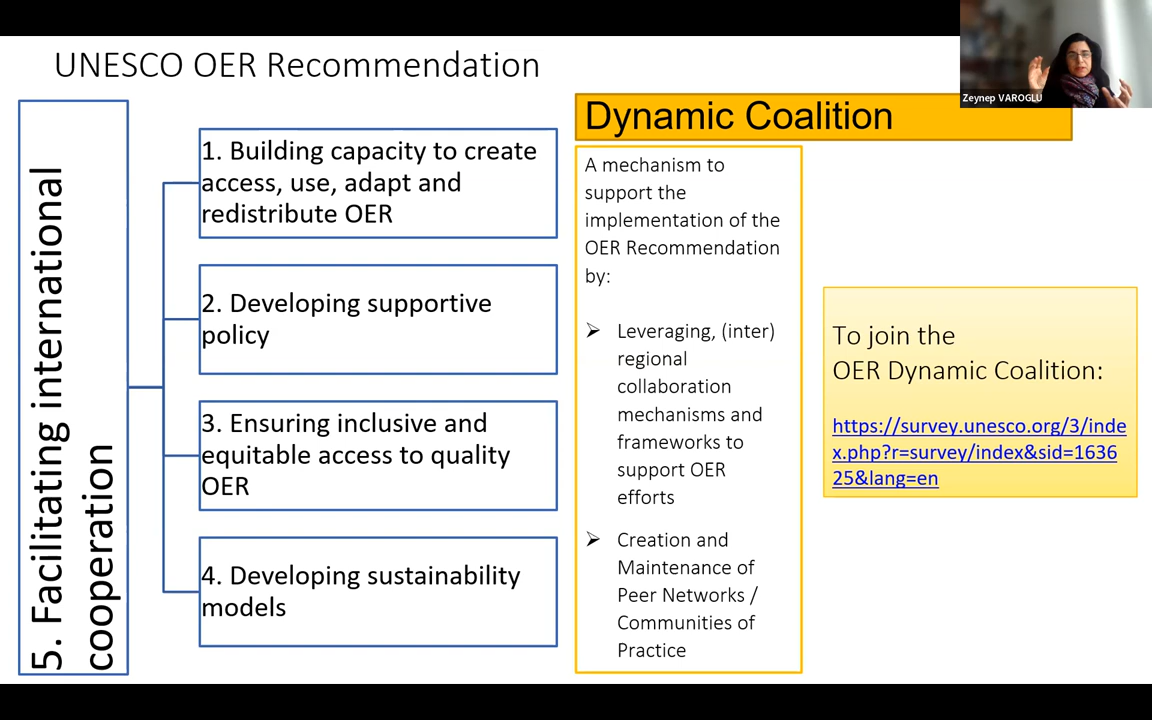 UNESCO OER Recommendation
Zeynep VAROGLU
5. Facilitating international
cooperation
1. Building capacity to create
access, use, adapt and
redistribute OER
2. Developing supportive
policy
3. Ensuring inclusive and
equitable access to quality
OER
4. Developing sustainability
models
Dynamic Coalition
A mechanism to
support the
implementation of the
OER Recommendation
by:
➢ Leveraging, (inter)
regional
collaboration
mechanisms and
frameworks to
support OER
efforts
➢ Creation and
Maintenance of
Peer Networks /
Communities of
Practice
To join the
OER Dynamic Coalition:
https://survey.unesco.org/3/inde
x.php?r=survey/index&sid=1636
25&lang=en